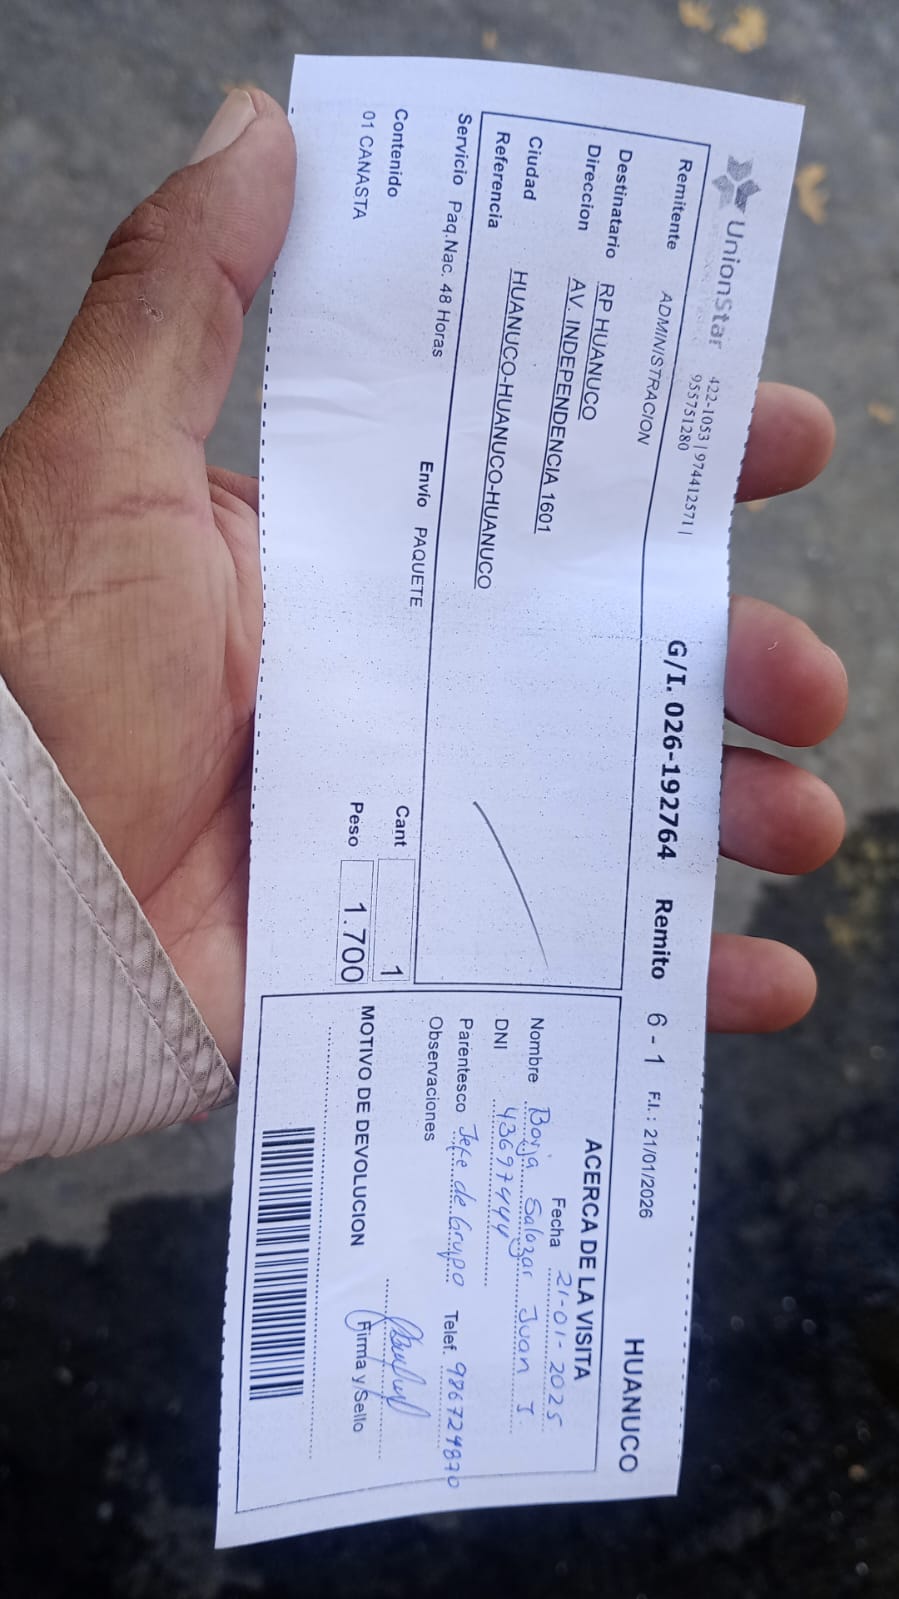 UnionStar
422-1053 | 974412571 |
955751280
G/I. 026-192764 Remito 6 - 1 F.I.: 21/01/2026 HUANUCO
Remitente ADMINISTRACION
Destinatario RP HUANUCO
Direccion AV. INDEPENDENCIA 1601
Ciudad HUANUCO-HUANUCO-HUANUCO
Referencia
Servicio Paq.Nac. 48 Horas Envío PAQUETE
Contenido Cant 1
01 CANASTA Peso 1.700
ACERCA DE LA VISITA
Fecha 21-01-2025
Nombre Borja Salazar Juan J
DNI 43697444
Parentesco Jefe de Grupo Telef. 986724870
Observaciones
Firma y Sello
MOTIVO DE DEVOLUCION